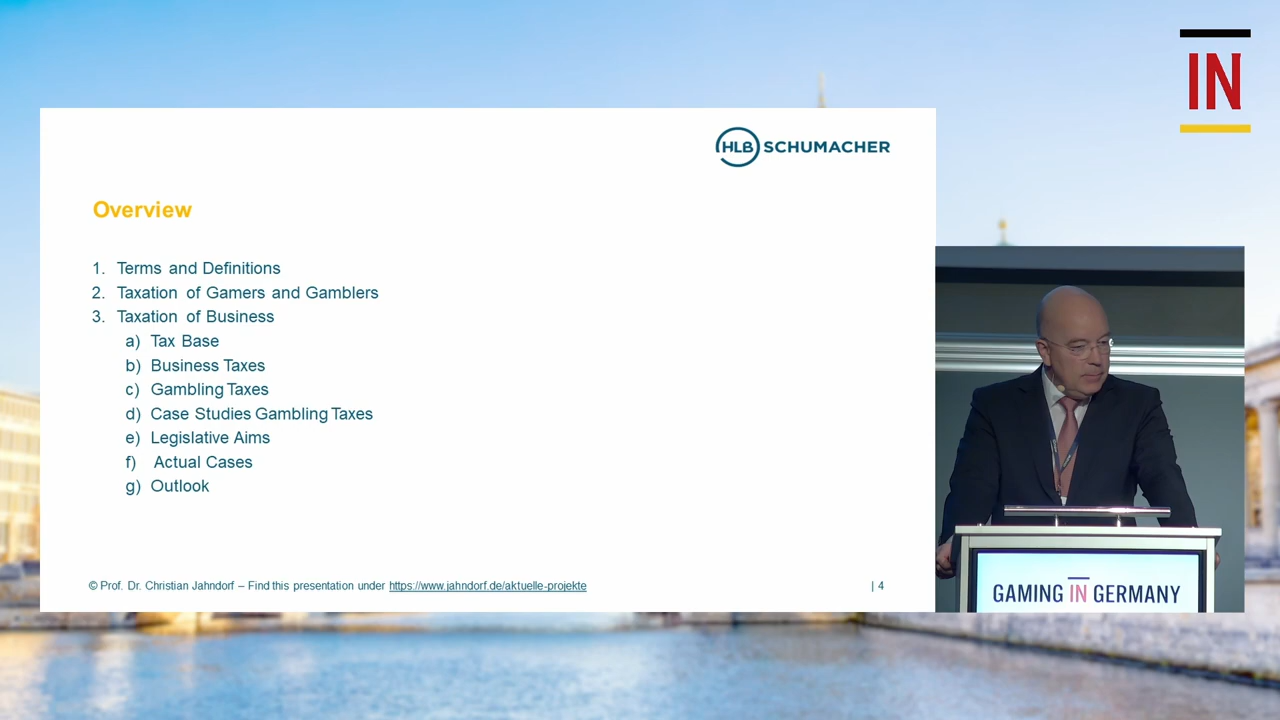 IN
HLB SCHUMACHER
Overview
1. Terms and Definitions
2. Taxation of Gamers and Gamblers
3. Taxation of Business
a) Tax Base
b) Business Taxes
c) Gambling Taxes
d) Case Studies Gambling Taxes
e) Legislative Aims
f) Actual Cases
g) Outlook
© Prof. Dr. Christian Jahndorf – Find this presentation under https://www.jahndorf.de/aktuelle-projekte
| 4
GAMING IN GERMANY